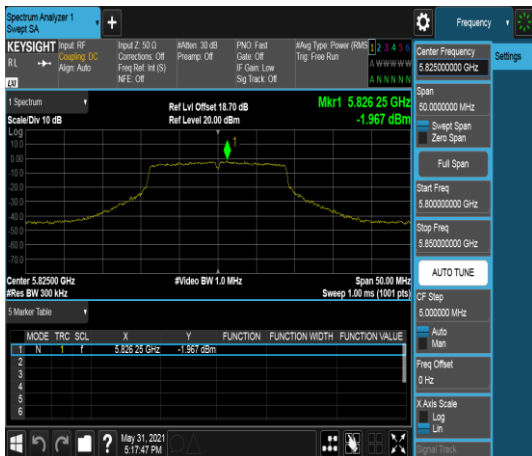 Spectrum Analyzer 1
Swept SA
+
Frequency
KEYSIGHT
RL
LXI
Input: RF
Coupling: DC
Align: Auto
Input Z: 50 Ω
Corrections: Off
Freq Ref: Int (S)
NFE: Off
#Atten: 30 dB
Preamp: Off
PNO: Fast
Gate: Off
IF Gain: Low
Sig Track: Off
#Avg Type: Power (RMS
Trig: Free Run
1 2 3 4 5 6
A W W W W W
A N N N N N
Center Frequency
5.825000000 GHz
Settings
Span
50.0000000 MHz
Swept Span
Zero Span
Full Span
Start Freq
5.800000000 GHz
Stop Freq
5.850000000 GHz
AUTO TUNE
CF Step
5.000000 MHz
Auto
Man
Freq Offset
0 Hz
X Axis Scale
Log
Lin
Signal Track
1 Spectrum
Scale/Div 10 dB
Ref Lvl Offset 18.70 dB
Ref Level 20.00 dBm
Mkr1 5.826 25 GHz
-1.967 dBm
Log
10.0
0.00
-10.0
-20.0
-30.0
-40.0
-50.0
-60.0
-70.0
1
Center 5.82500 GHz
#Res BW 300 kHz
#Video BW 1.0 MHz
Span 50.00 MHz
Sweep 1.00 ms (1001 pts)
5 Marker Table
MODE TRC SCL X Y FUNCTION FUNCTION WIDTH FUNCTION VALUE
1 N 1 f 5.826 25 GHz -1.967 dBm
2
3
4
5
6
?
May 31, 2021
5:17:47 PM